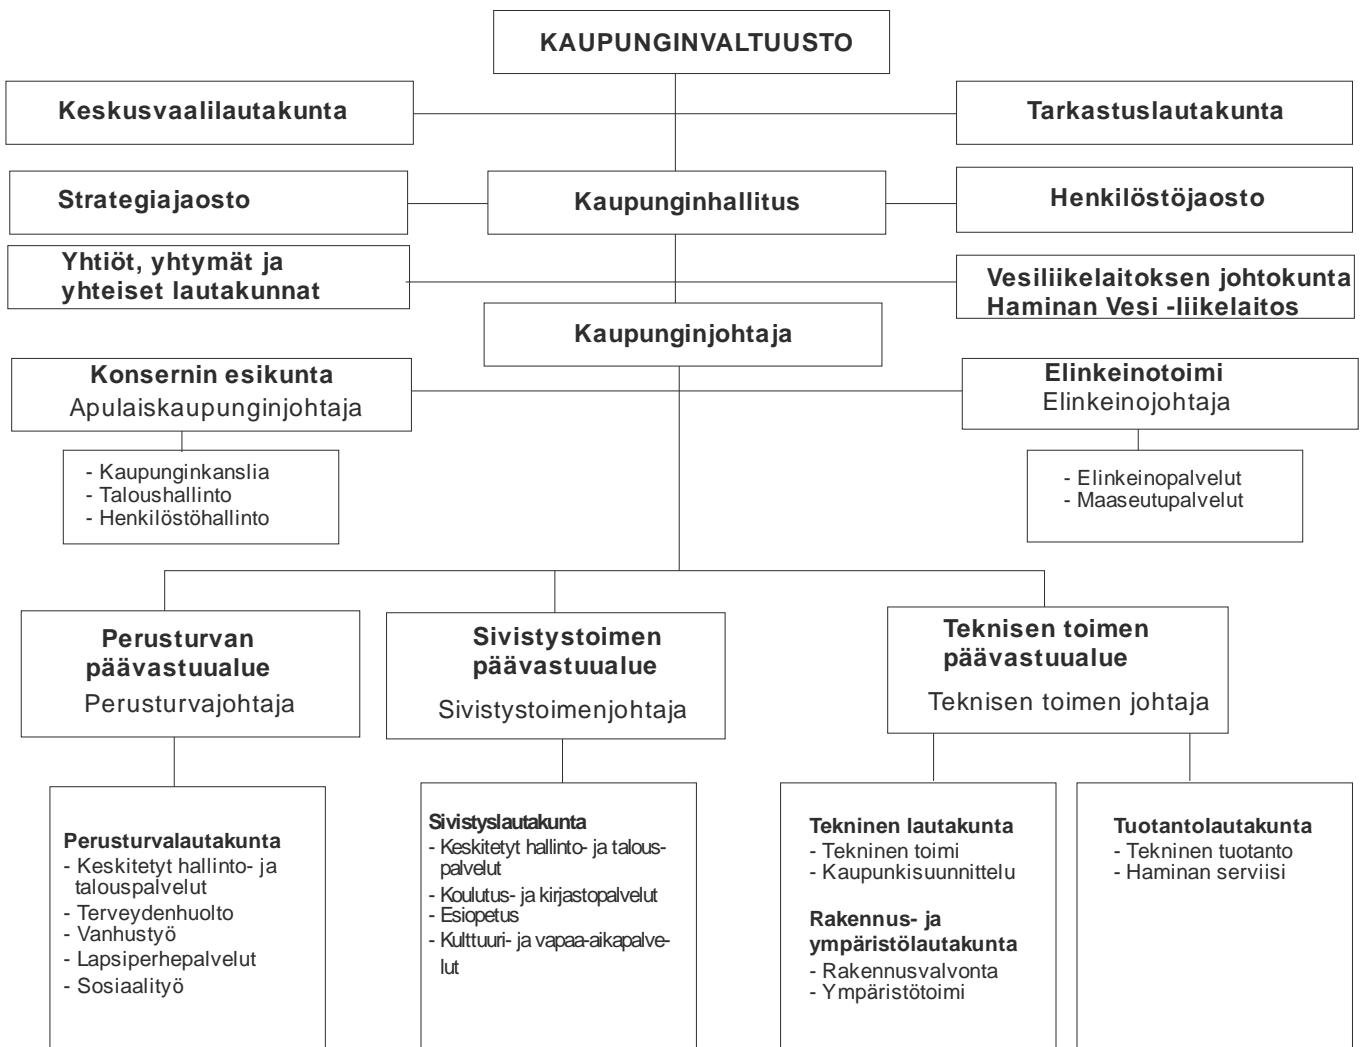 KAUPUNGINVALTUUSTO
Keskusvaalilautakunta
Tarkastuslautakunta
Strategiajaosto
Kaupunginhallitus
Henkilöstöjaosto
Yhtiöt, yhtymät ja
yhteiset lautakunnat
Vesiliikelaitoksen johtokunta
Haminan Vesi -liikelaitos
Kaupunginjohtaja
Konsernin esikunta
Apulaiskaupunginjohtaja
Elinkeinotoimi
Elinkeinojohtaja
- Kaupunginkanslia
- Taloushallinto
- Henkilöstöhallinto
- Elinkeinopalvelut
- Maaseutupalvelut
Perusturvan
päävastuualue
Perusturvajohtaja
Sivistystoimen
päävastuualue
Sivistystoimenjohtaja
Teknisen toimen
päävastuualue
Teknisen toimen johtaja
Perusturvalautakunta
- Keskitetyt hallinto- ja
talouspalvelut
- Terveydenhuolto
- Vanhustyö
- Lapsiperhepalvelut
- Sosiaalityö
Sivistyslautakunta
- Keskitetyt hallinto- ja talous-
palvelut
- Koulutus- ja kirjastopalvelut
- Esiopetus
- Kulttuuri- ja vapaa-aikapalve-
lut
Tekninen lautakunta
- Tekninen toimi
- Kaupunkisuunnittelu
Rakennus- ja
ympäristölautakunta
- Rakennusvalvonta
- Ympäristötoimi
Tuotantolautakunta
- Tekninen tuotanto
- Haminan serviisi